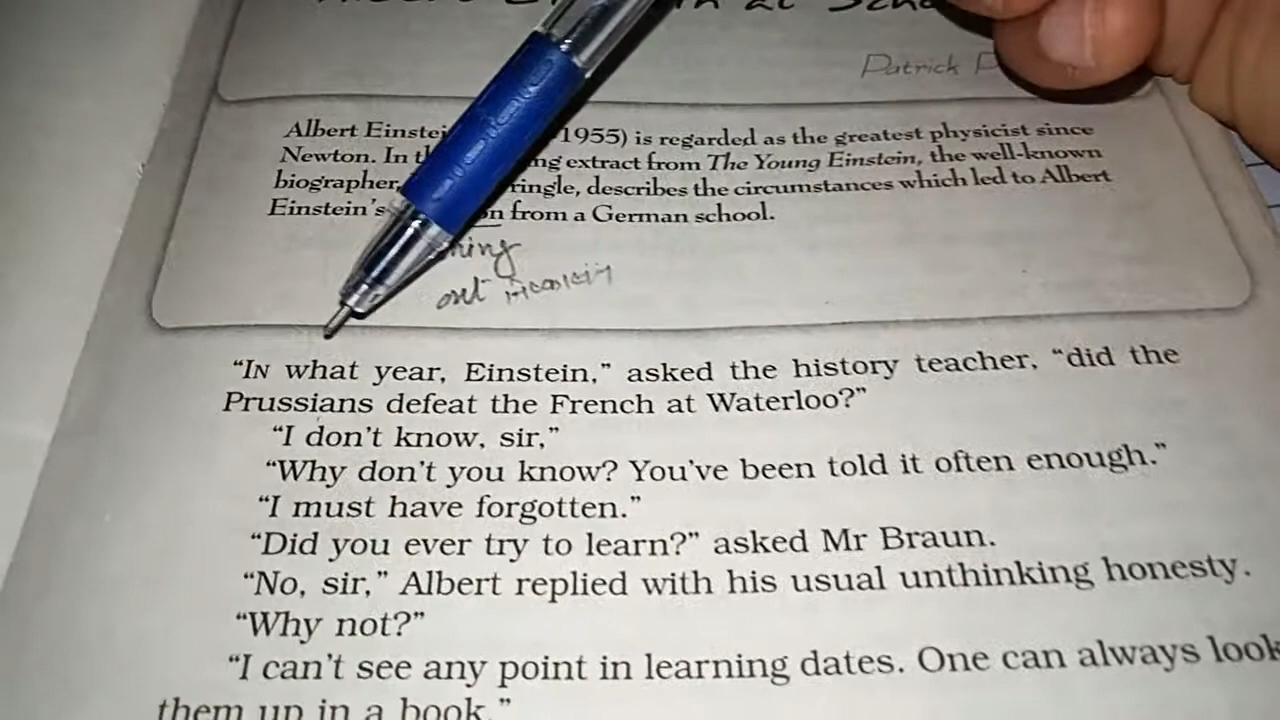 Albert at Scho
Patrick P
Albert Einstei 1955) is regarded as the greatest physicist since
Newton. In t ng extract from The Young Einstein, the well-known
biographer, ringle, describes the circumstances which led to Albert
Einstein's on from a German school.
out
“IN what year, Einstein,” asked the history teacher, “did the
Prussians defeat the French at Waterloo?”
“I don't know, sir,”
“Why don't you know? You've been told it often enough.”
“I must have forgotten.”
“Did you ever try to learn?” asked Mr Braun.
“No, sir,” Albert replied with his usual unthinking honesty.
“Why not?”
“I can't see any point in learning dates. One can always look
them up in a book.”